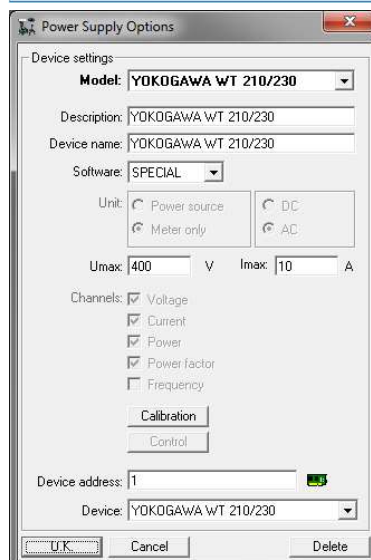 Power Supply Options
Device settings
Model: YOKOGAWA WT 210/230
Description: YOKOGAWA WT 210/230
Device name: YOKOGAWA WT 210/230
Software: SPECIAL
Unit: Power source DC
Meter only AC
Umax: 400 V Imax: 10 A
Channels: Voltage
Current
Power
Power factor
Frequency
Calibration
Control
Device address: 1
Device: YOKOGAWA WT 210/230
U.K. Cancel Delete